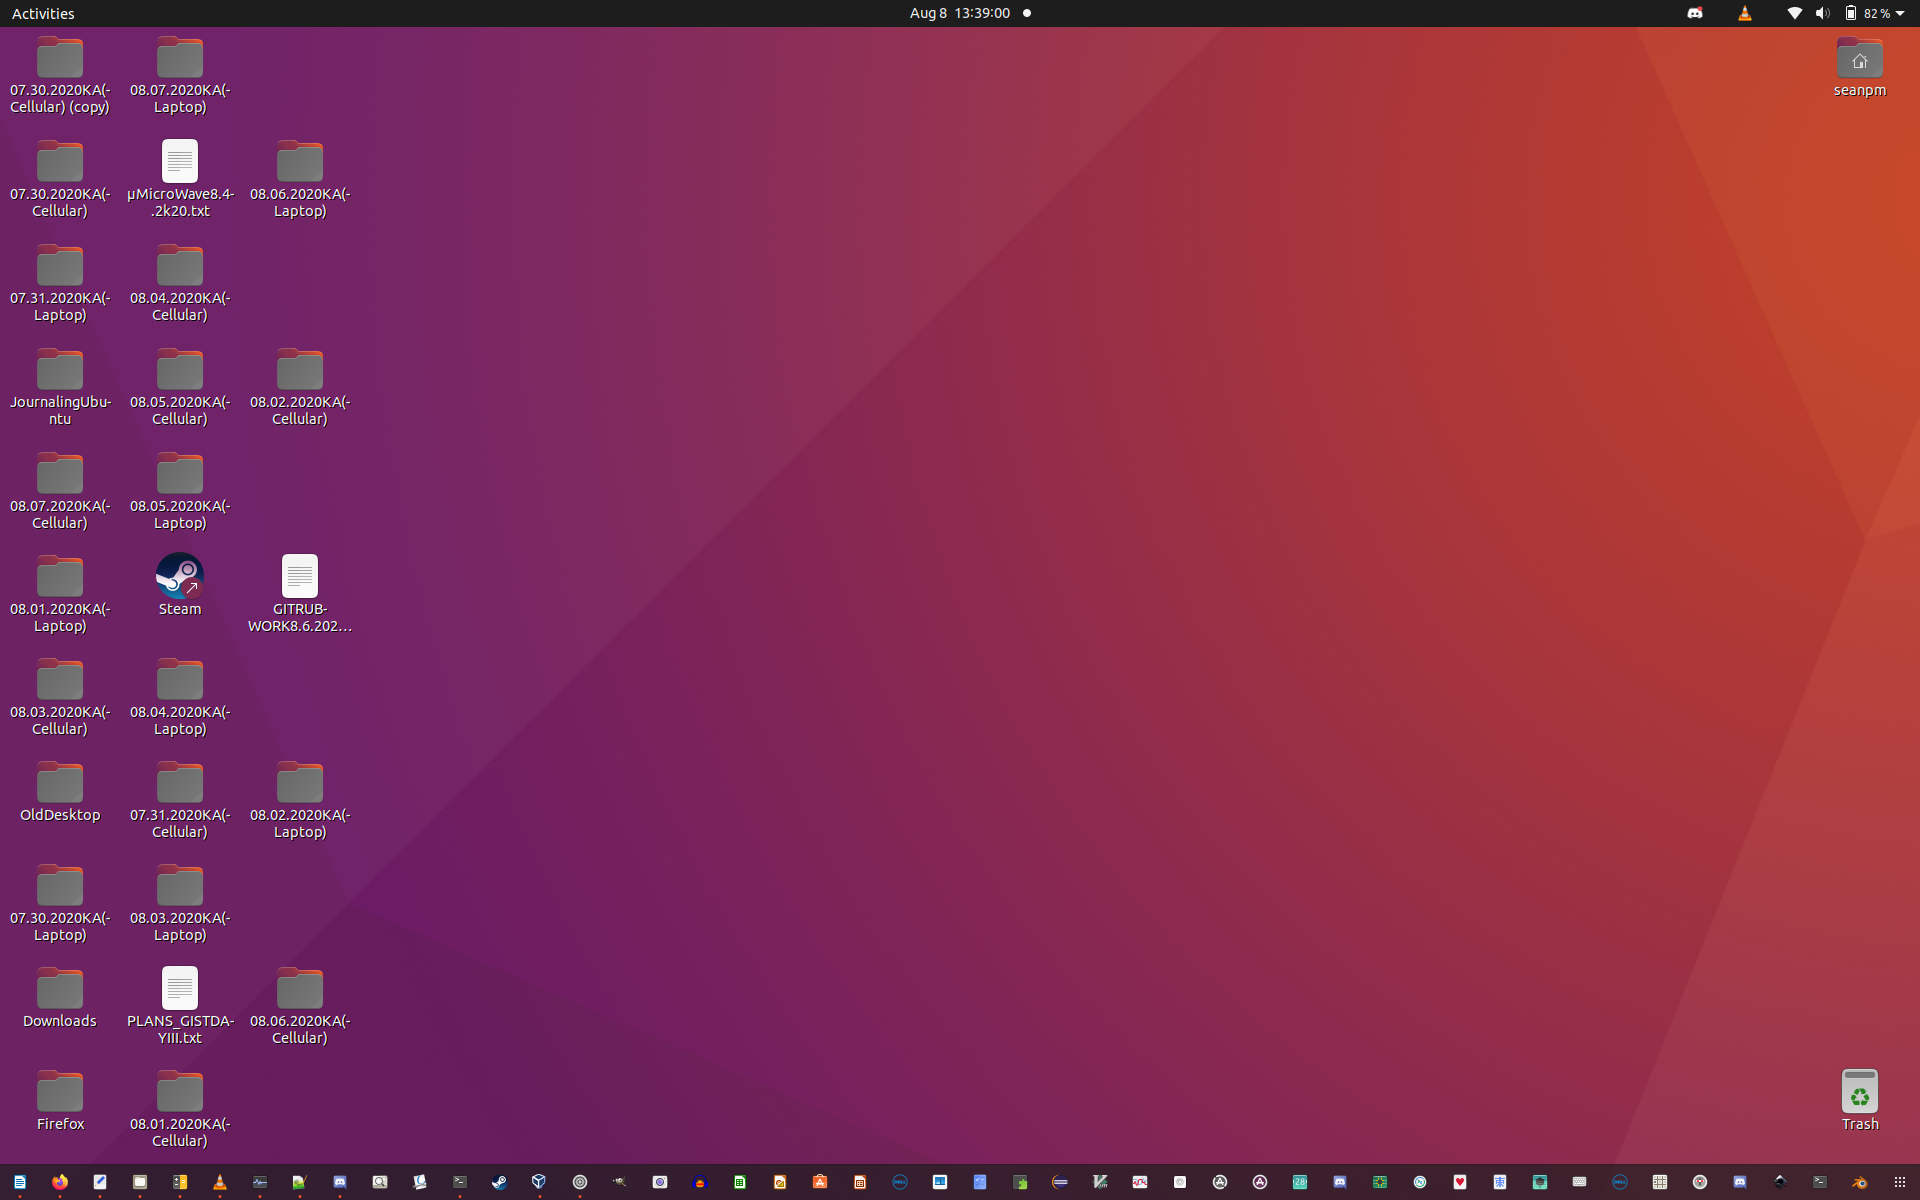 Activities
Aug 8 13:39:00
82 %
07.30.2020KA(-
Cellular) (copy)
08.07.2020KA(-
Laptop)
seanpm
07.30.2020KA(-
Cellular)
µMicroWave8.4-
.2k20.txt
08.06.2020KA(-
Laptop)
07.31.2020KA(-
Laptop)
08.04.2020KA(-
Cellular)
JournalingUbu-
ntu
08.05.2020KA(-
Cellular)
08.02.2020KA(-
Cellular)
08.07.2020KA(-
Cellular)
08.05.2020KA(-
Laptop)
08.01.2020KA(-
Laptop)
Steam
GITRUB-
WORK8.6.202...
08.03.2020KA(-
Cellular)
08.04.2020KA(-
Laptop)
OldDesktop
07.31.2020KA(-
Cellular)
08.02.2020KA(-
Laptop)
07.30.2020KA(-
Laptop)
08.03.2020KA(-
Laptop)
Downloads
PLANS_GISTDA-
YIII.txt
08.06.2020KA(-
Cellular)
Firefox
08.01.2020KA(-
Cellular)
Trash